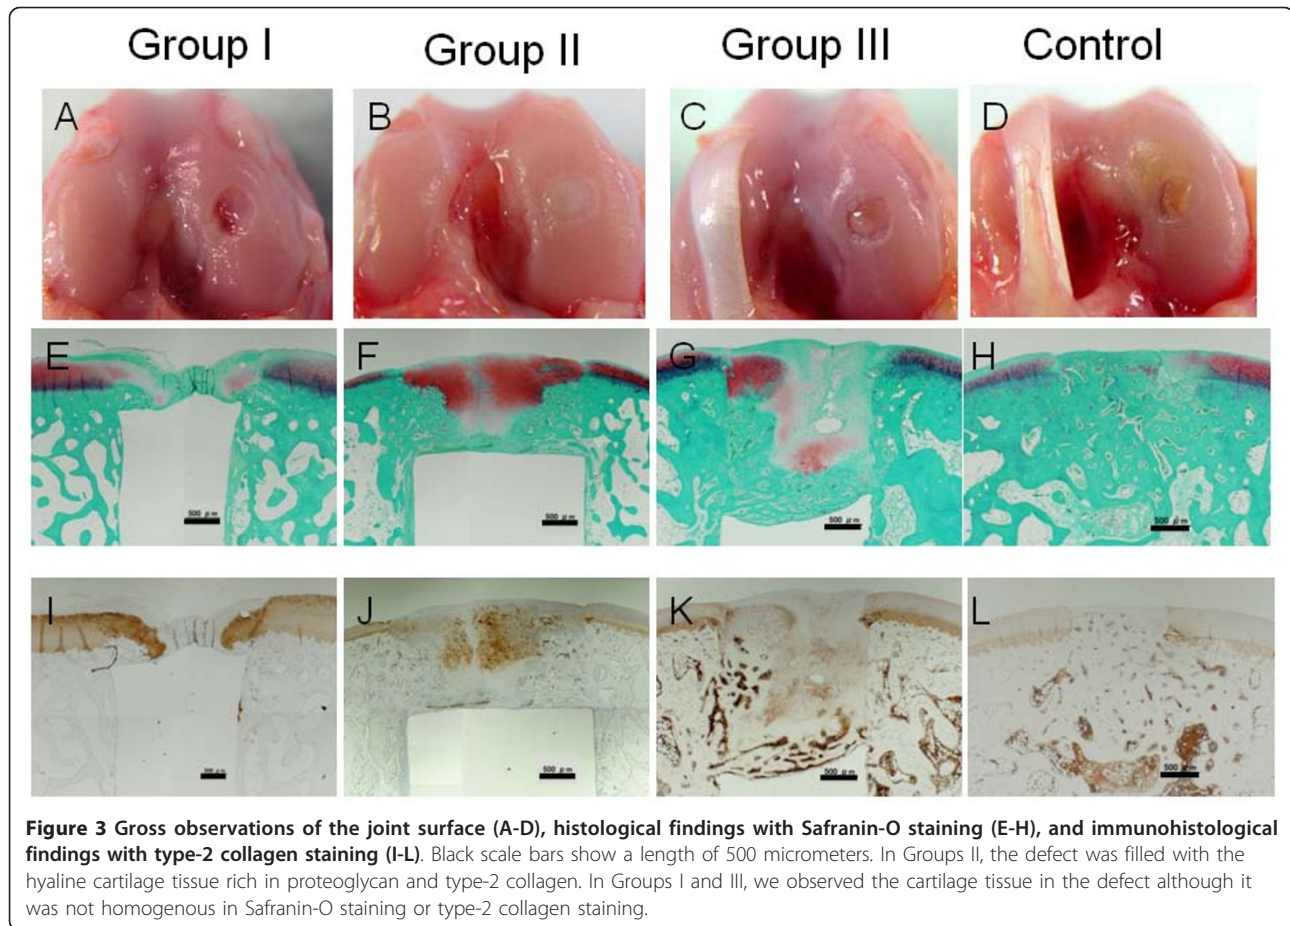 Group I
Group II
Group III
Control
A
B
C
D
E
F
G
H
500 μm
500 μm
500 μm
500 μm
I
J
K
L
500 μm
500 μm
500 μm
500 μm
Figure 3 Gross observations of the joint surface (A-D), histological findings with Safranin-O staining (E-H), and immunohistological
findings with type-2 collagen staining (I-L). Black scale bars show a length of 500 micrometers. In Groups II, the defect was filled with the
hyaline cartilage tissue rich in proteoglycan and type-2 collagen. In Groups I and III, we observed the cartilage tissue in the defect although it
was not homogenous in Safranin-O staining or type-2 collagen staining.